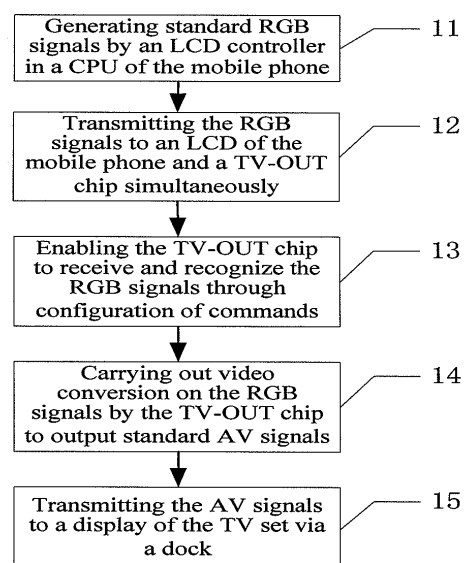 Generating standard RGB
signals by an LCD controller
in a CPU of the mobile phone
11
Transmitting the RGB
signals to an LCD of the
mobile phone and a TV-OUT
chip simultaneously
12
Enabling the TV-OUT chip
to receive and recognize the
RGB signals through
configuration of commands
13
Carrying out video
conversion on the RGB
signals by the TV-OUT chip
to output standard AV signals
14
Transmitting the AV signals
to a display of the TV set via
a dock
15